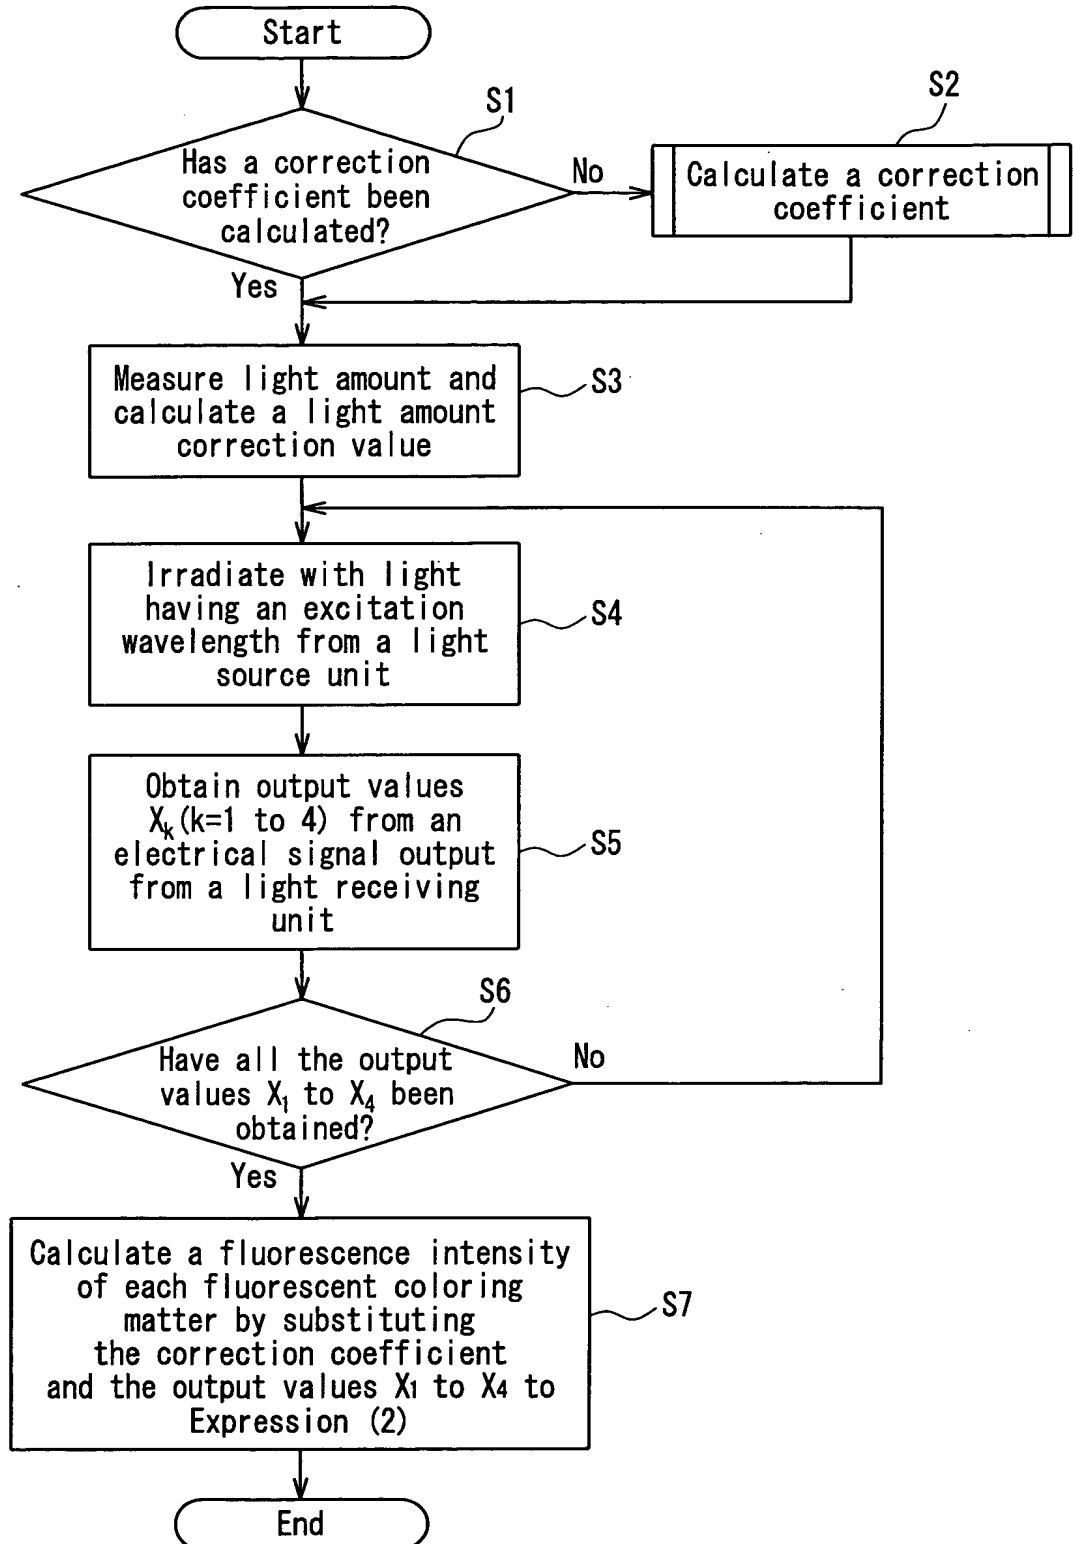 Start
S1
S2
Has a correction
coefficient been
calculated?
No
Calculate a correction
coefficient
Yes
Measure light amount and
calculate a light amount
correction value
S3
Irradiate with light
having an excitation
wavelength from a light
source unit
S4
Obtain output values
Xₖ(k=1 to 4) from an
electrical signal output
from a light receiving
unit
S5
S6
Have all the output
values X₁ to X₄ been
obtained?
No
Yes
Calculate a fluorescence intensity
of each fluorescent coloring
matter by substituting
the correction coefficient
and the output values X₁ to X₄ to
Expression (2)
S7
End